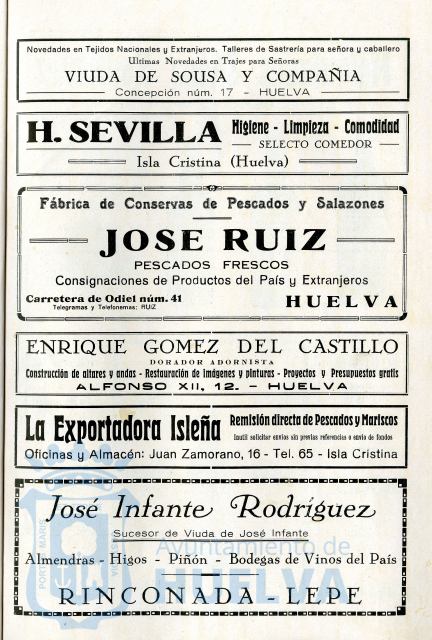 Novedades en Tejidos Nacionales y Extranjeros. Talleres de Sastrería para señora y caballero
Ultimas Novedades en Trajes para Señoras
VIUDA DE SOUSA Y COMPAÑIA
Concepción núm. 17 - HUELVA
H. SEVILLA
Higiene - Limpieza - Comodidad
SELECTO COMEDOR
Isla Cristina (Huelva)
Fábrica de Conservas de Pescados y Salazones
JOSE RUIZ
PESCADOS FRESCOS
Consignaciones de Productos del País y Extranjeros
Carretera de Odiel núm. 41
Telegramas y Telefonemas: RUIZ
HUELVA
ENRIQUE GOMEZ DEL CASTILLO
DORADOR ADORNISTA
Construcción de altares y andas - Restauración de imágenes y pinturas - Proyectos y Presupuestos gratis
ALFONSO XII, 12. - HUELVA
La Exportadora Isleña
Remisión directa de Pescados y Mariscos
Inutil solicitar envios sin previas referencias o envio de fondos
Oficinas y Almacén: Juan Zamorano, 16 - Tel. 65 - Isla Cristina
José Infante Rodríguez
Sucesor de Viuda de José Infante
Almendras - Higos - Piñón - Bodegas de Vinos del País
RINCONADA - LEPE
Ayuntamiento de
HUELVA
PORTUS MARIS